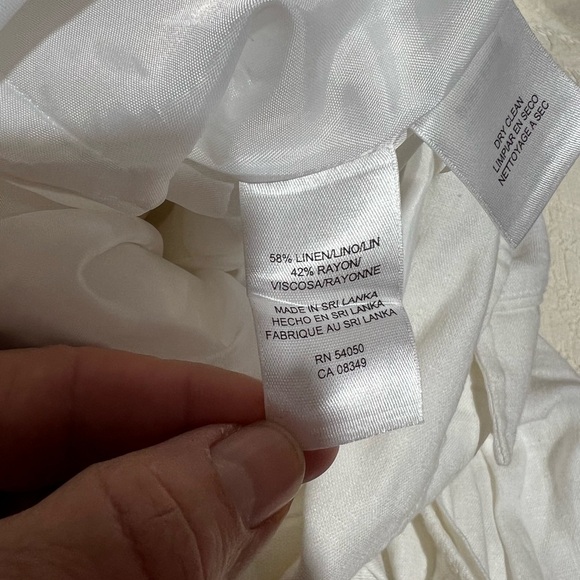 58% LINEN/LINO/LIN
42% RAYON/
VISCOSA/RAYONNE
MADE IN SRI LANKA
HECHO EN SRI LANKA
FABRIQUE AU SRI LANKA
RN 54050
CA 08349
DRY CLEAN
LIMPIAR EN SECO
NETTOYAGE A SEC